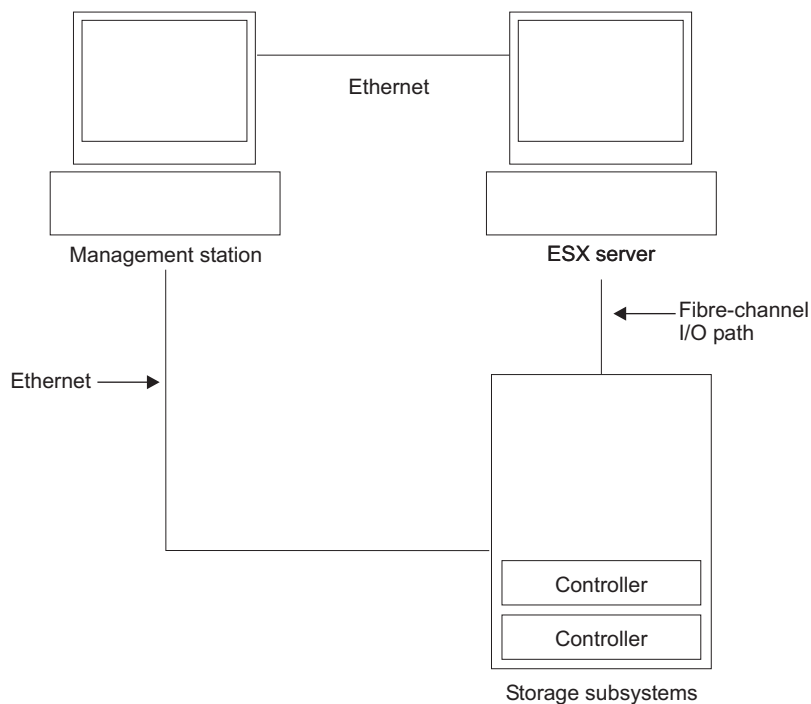 Ethernet
Management station
ESX server
Fibre-channel
I/O path
Ethernet
Controller
Controller
Storage subsystems